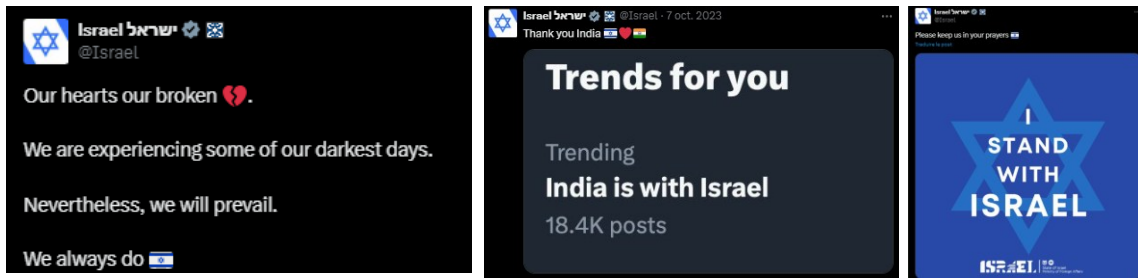 Israel ישראל
@Israel
Our hearts our broken 💔.
We are experiencing some of our darkest days.
Nevertheless, we will prevail.
We always do 🇮🇱
Israel ישראל @Israel · 7 oct. 2023
Thank you India 🇮🇱❤️🇮🇳
Trends for you
Trending
India is with Israel
18.4K posts
Israel ישראל
@Israel
Please keep us in your prayers 🇮🇱
I
STAND
WITH
ISRAEL
ISRAEL